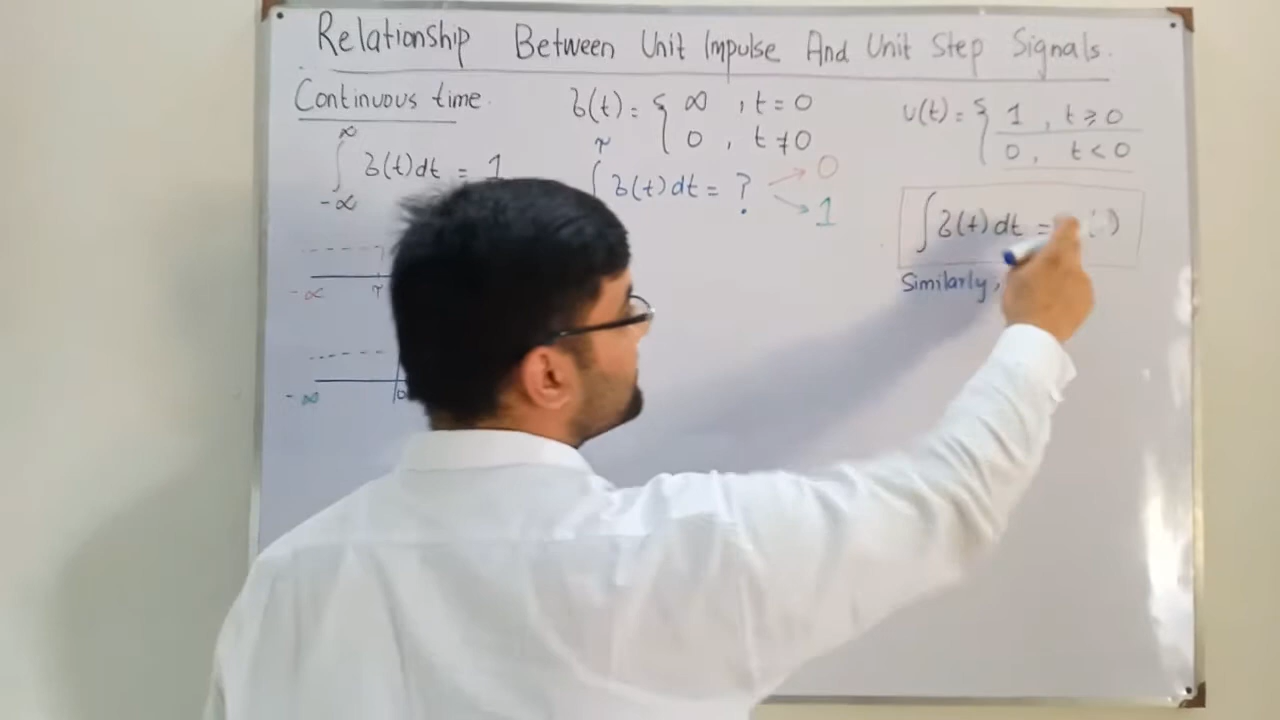 Relationship Between Unit Impulse And Unit Step Signals.
Continuous time.
∞
∫ δ(t)dt = 1
-∞
-∞ τ
-∞ 0
δ(t) = { ∞ , t = 0
0 , t ≠ 0
τ
∫ δ(t)dt = ? → 0
→ 1
u(t) = { 1 , t ≥ 0
0 , t < 0
∫ δ(t) dt =
Similarly,